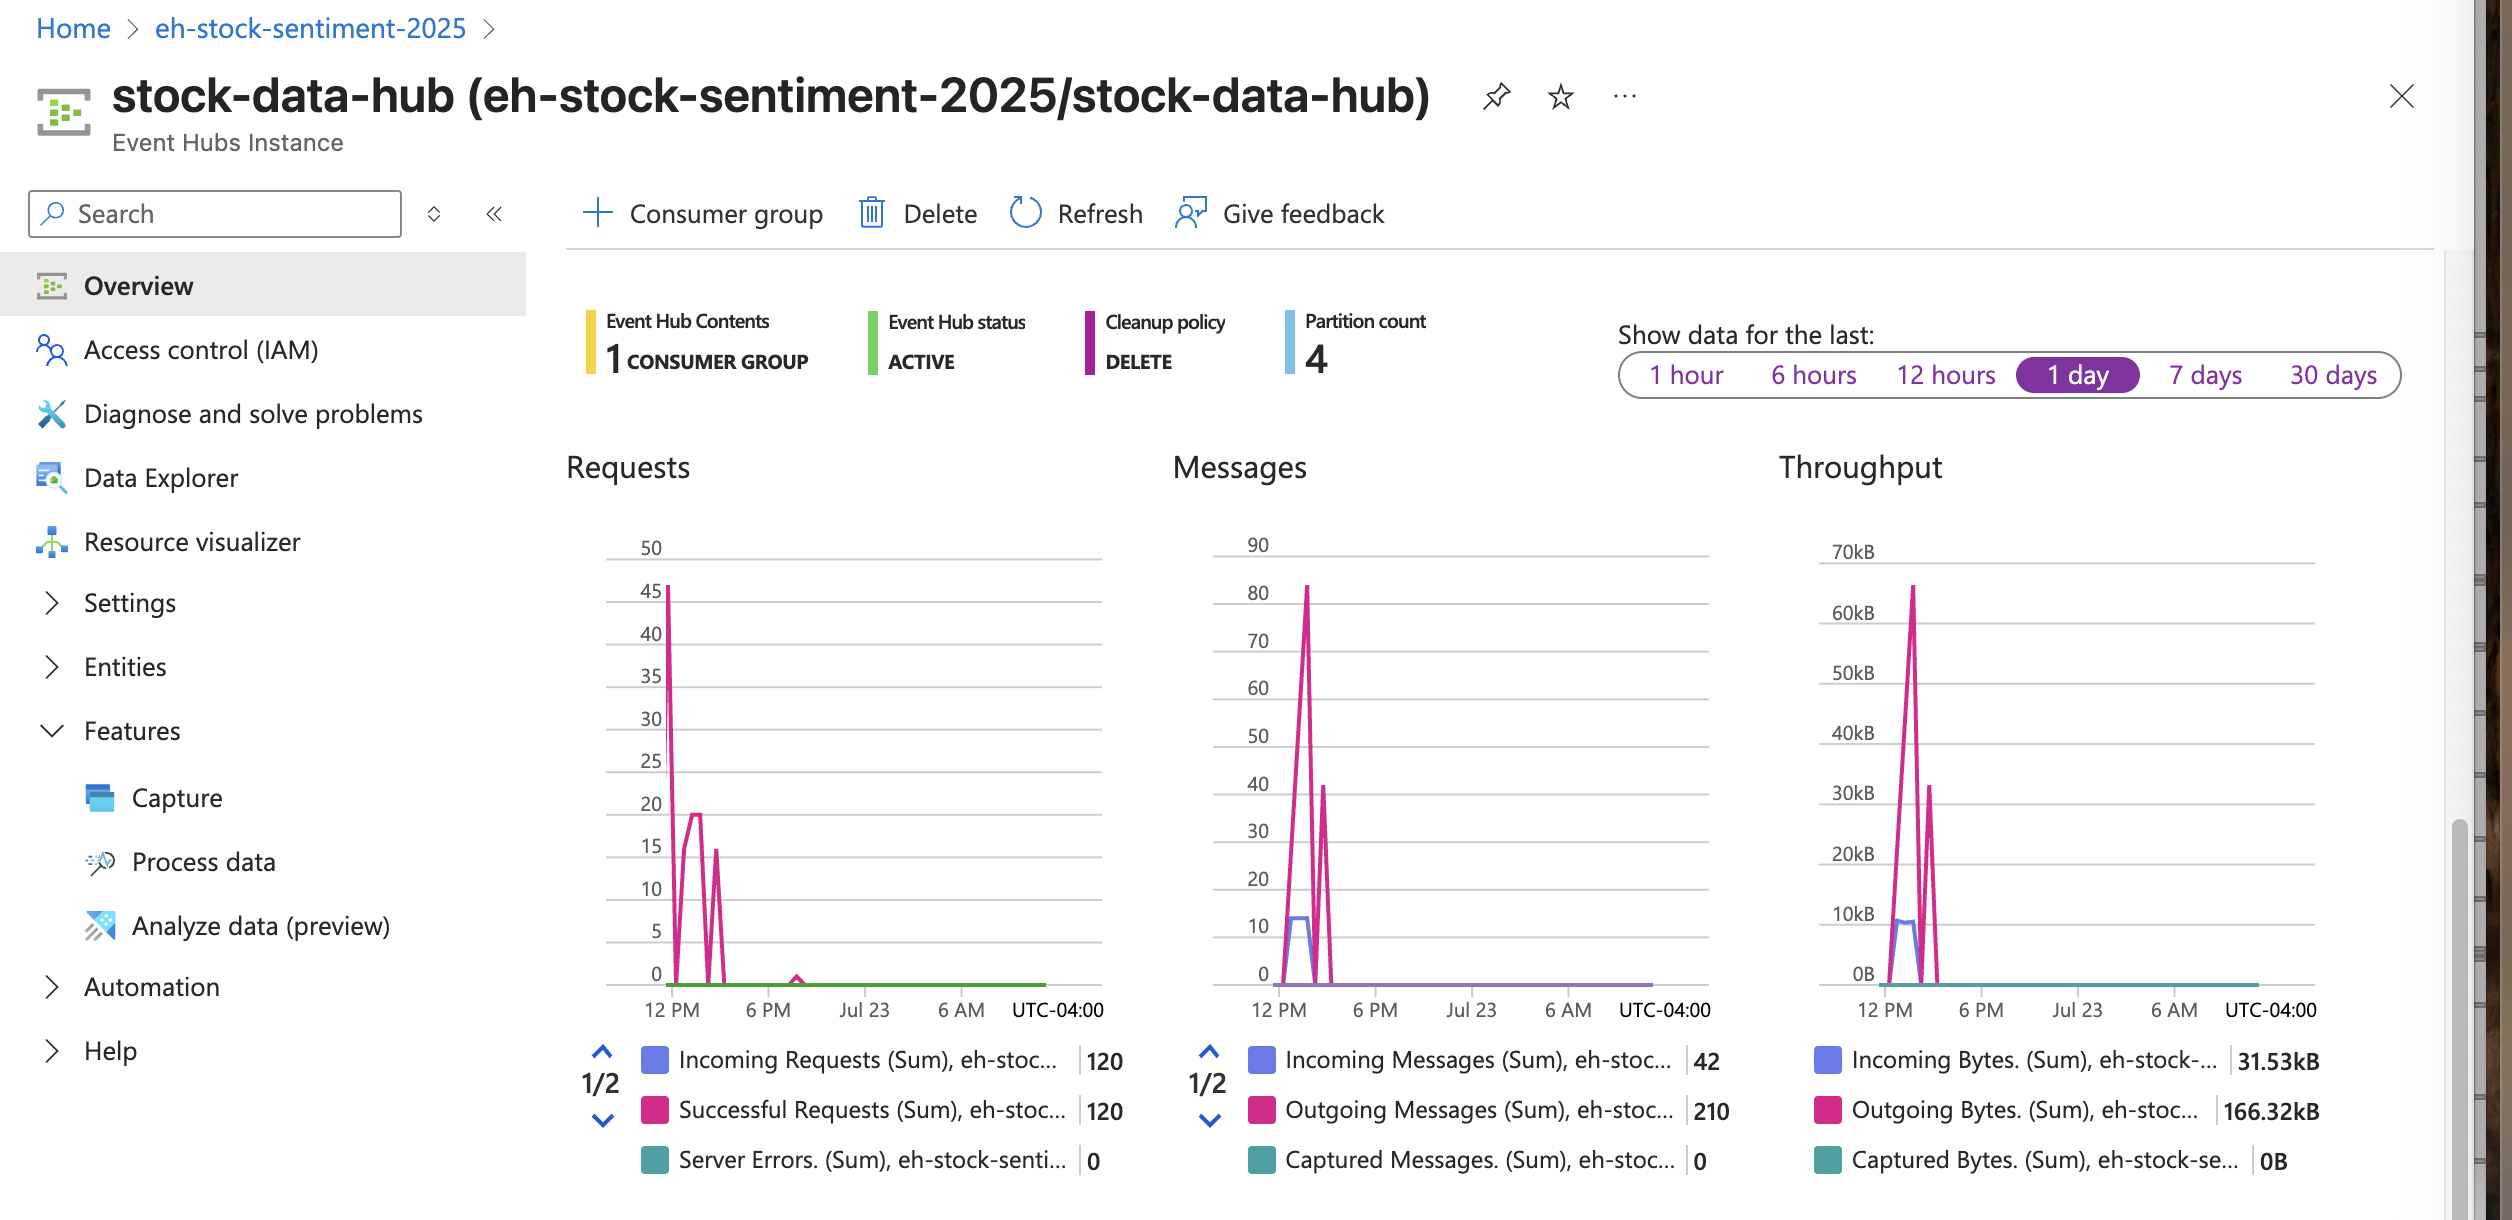 Home > eh-stock-sentiment-2025 >
stock-data-hub (eh-stock-sentiment-2025/stock-data-hub)
Event Hubs Instance
Search
Overview
Access control (IAM)
Diagnose and solve problems
Data Explorer
Resource visualizer
Settings
Entities
Features
Capture
Process data
Analyze data (preview)
Automation
Help
Consumer group Delete Refresh Give feedback
Event Hub Contents
1 CONSUMER GROUP
Event Hub status
ACTIVE
Cleanup policy
DELETE
Partition count
4
Show data for the last:
1 hour 6 hours 12 hours 1 day 7 days 30 days
Requests
50
45
40
35
30
25
20
15
10
5
0
12 PM 6 PM Jul 23 6 AM UTC-04:00
1/2
Incoming Requests (Sum), eh-stoc... 120
Successful Requests (Sum), eh-stoc... 120
Server Errors. (Sum), eh-stock-senti... 0
Messages
90
80
70
60
50
40
30
20
10
0
12 PM 6 PM Jul 23 6 AM UTC-04:00
1/2
Incoming Messages (Sum), eh-stoc... 42
Outgoing Messages (Sum), eh-stoc... 210
Captured Messages. (Sum), eh-stoc... 0
Throughput
70kB
60kB
50kB
40kB
30kB
20kB
10kB
0B
12 PM 6 PM Jul 23 6 AM UTC-04:00
Incoming Bytes. (Sum), eh-stock-... 31.53kB
Outgoing Bytes. (Sum), eh-stoc... 166.32kB
Captured Bytes. (Sum), eh-stock-se... 0B